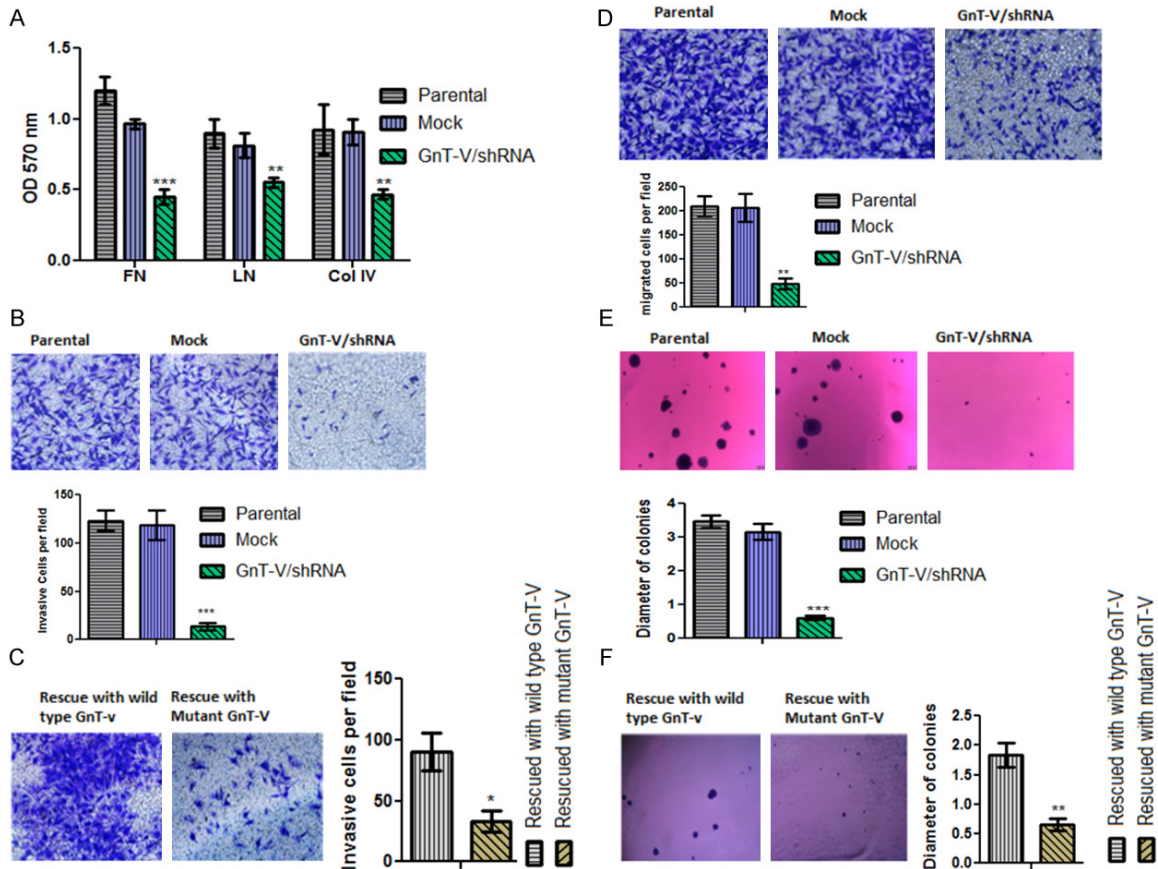 A
OD 570 nm
1.5
1.0
0.5
0.0
FN
LN
Col IV
***
**
**
Parental
Mock
GnT-V/shRNA
B
Parental
Mock
GnT-V/shRNA
Invasive Cells per field
150
100
50
0
***
Parental
Mock
GnT-V/shRNA
C
Rescue with wild
type GnT-v
Rescue with
Mutant GnT-V
Invasive cells per field
150
100
50
0
*
Rescued with wild type GnT-V
Resucued with mutant GnT-V
D
Parental
Mock
GnT-V/shRNA
migrated cells per field
250
200
150
100
50
0
**
Parental
Mock
GnT-V/shRNA
E
Parental
Mock
GnT-V/shRNA
Diameter of colonies
4
3
2
1
0
***
Parental
Mock
GnT-V/shRNA
F
Rescue with wild
type GnT-v
Rescue with
Mutant GnT-V
Diameter of colonies
2.5
2.0
1.5
1.0
0.5
0.0
**
Rescued with wild type GnT-V
Resucued with mutant GnT-V